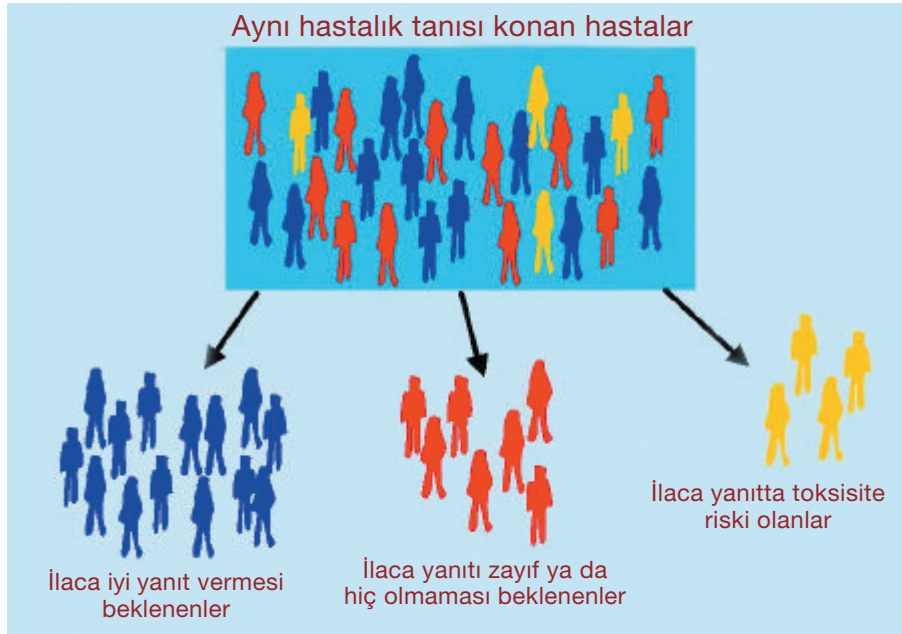 Aynı hastalık tanısı konan hastalar
İlaca iyi yanıt vermesi
beklenenler
İlaca yanıtı zayıf ya da
hiç olmaması beklenenler
İlaca yanıtta toksisite
riski olanlar